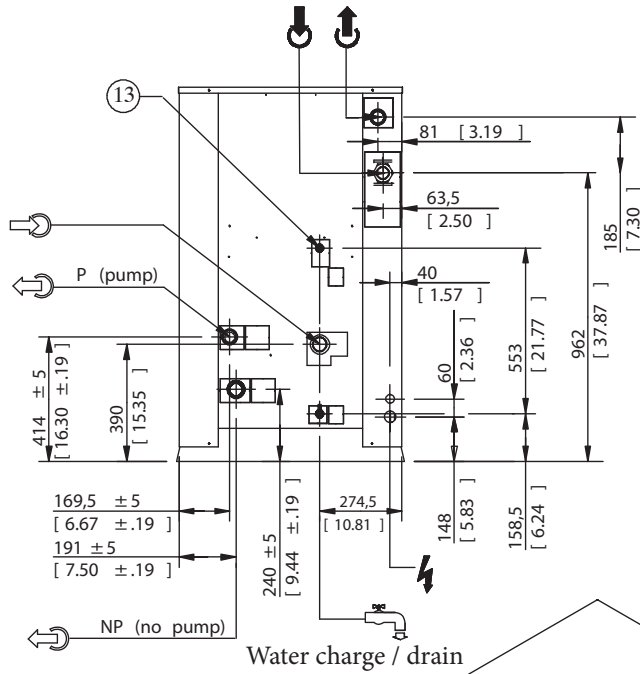 13
81 [ 3.19 ]
63,5
[ 2.50 ]
185
[ 7.30 ]
P (pump)
40
[ 1.57 ]
60
[ 2.36 ]
553
[ 21.77 ]
962
[ 37.87 ]
414 ± 5
[ 16.30 ± .19 ]
390
[ 15.35 ]
169,5 ± 5
[ 6.67 ± .19 ]
191 ± 5
[ 7.50 ± .19 ]
240 ± 5
[ 9.44 ± .19 ]
274,5
[ 10.81 ]
148
[ 5.83 ]
158,5
[ 6.24 ]
NP (no pump)
Water charge / drain